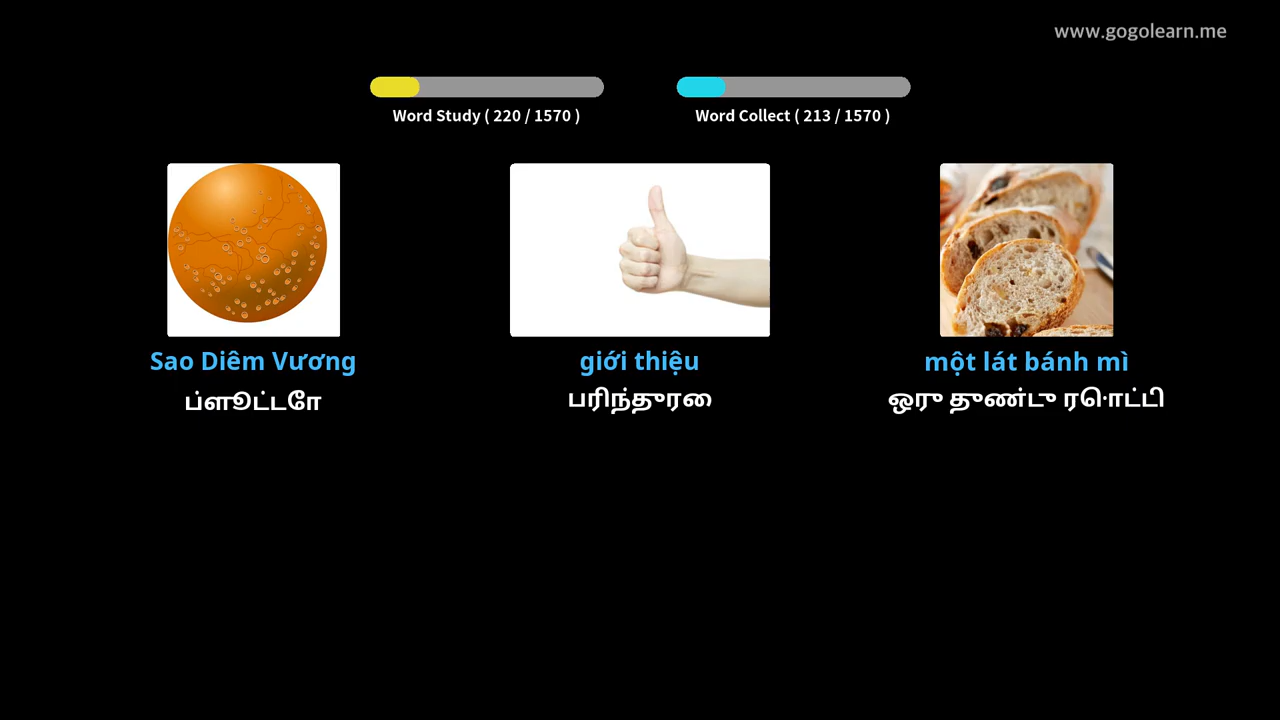 www.gogolearn.me
Word Study ( 220 / 1570 )
Word Collect ( 213 / 1570 )
Sao Diêm Vương
giới thiệu
một lát bánh mì
ப்ளூட்டோ
பரிந்துரை
ஒரு துண்டு ரொட்டி